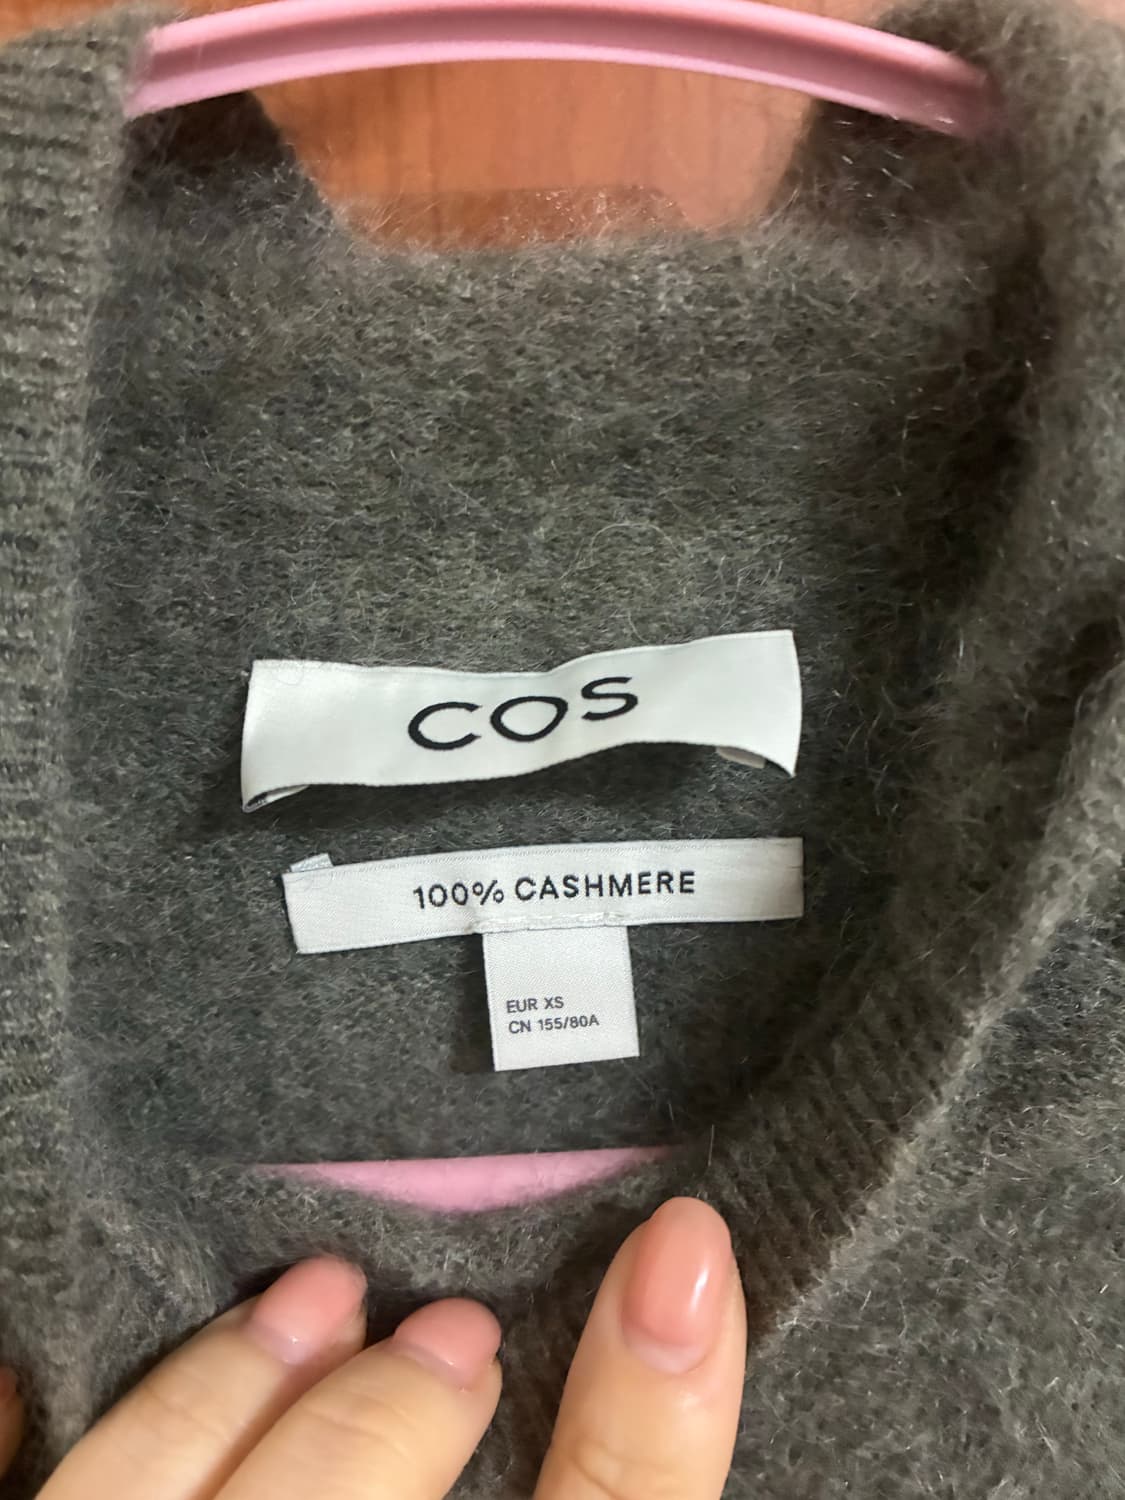 COS
100% CASHMERE
EUR XS
CN 155/80A